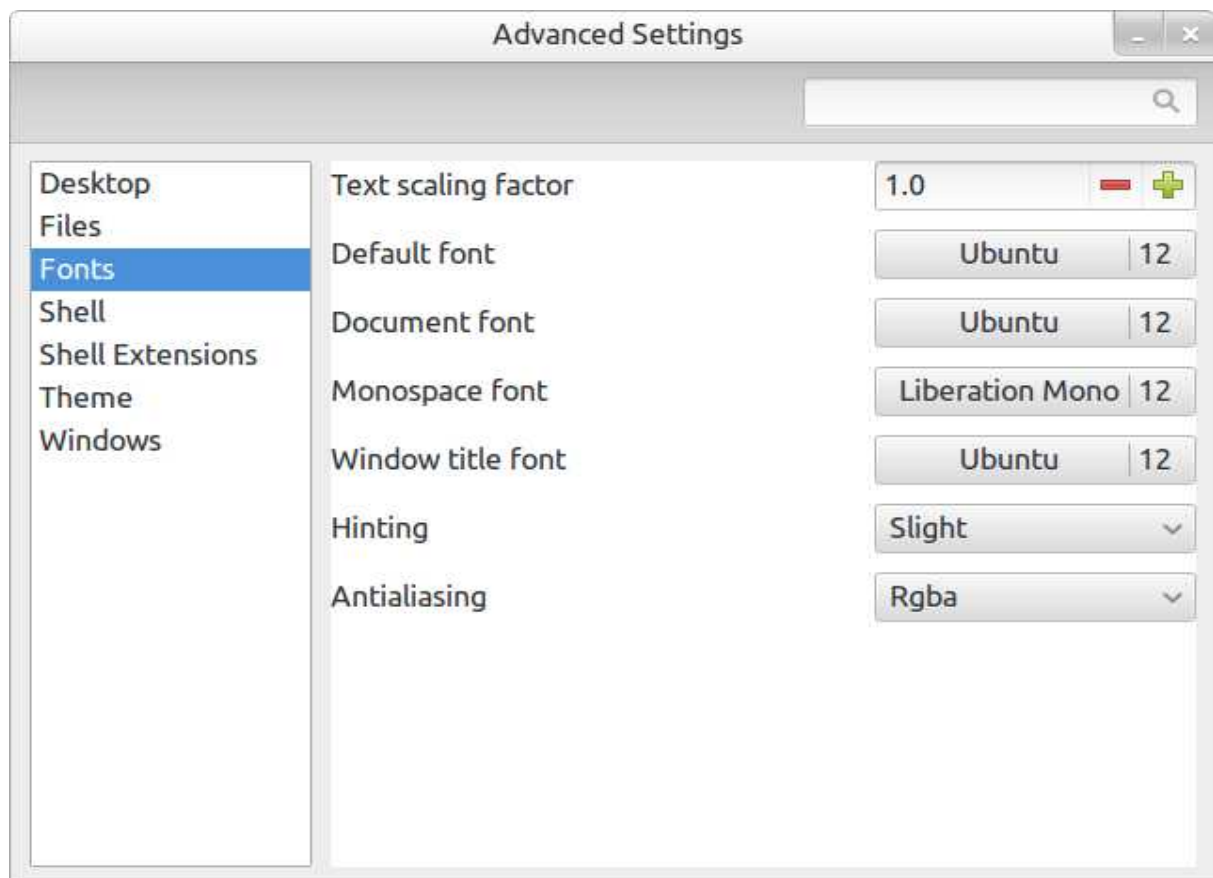 Advanced Settings
Desktop
Files
Fonts
Shell
Shell Extensions
Theme
Windows
Text scaling factor 1.0
Default font Ubuntu 12
Document font Ubuntu 12
Monospace font Liberation Mono 12
Window title font Ubuntu 12
Hinting Slight
Antialiasing Rgba